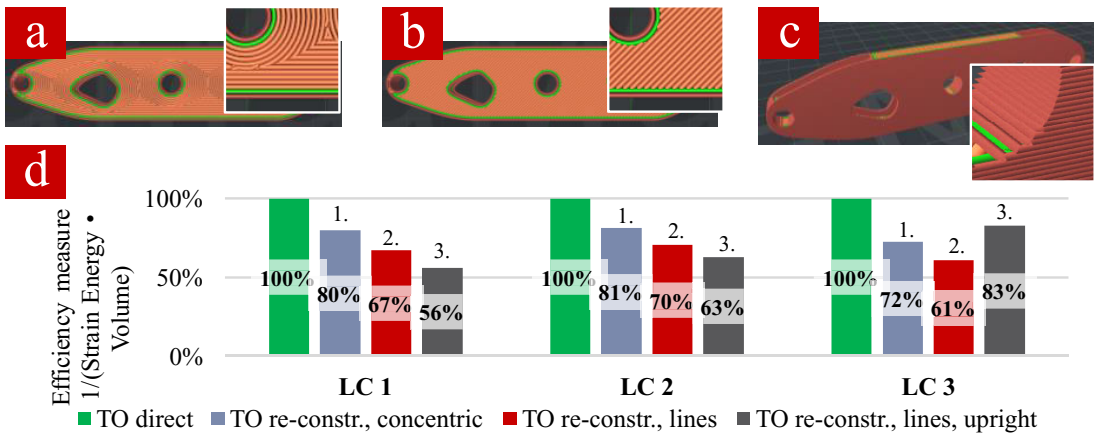 a
b
c
d
Efficiency measure
1/(Strain Energy •
Volume)
100%
50%
0%
1.
2.
3.
100%
80%
67%
56%
1.
2.
3.
100%
81%
70%
63%
1.
2.
3.
100%
72%
61%
83%
LC 1
LC 2
LC 3
TO direct
TO re-constr., concentric
TO re-constr., lines
TO re-constr., lines, upright